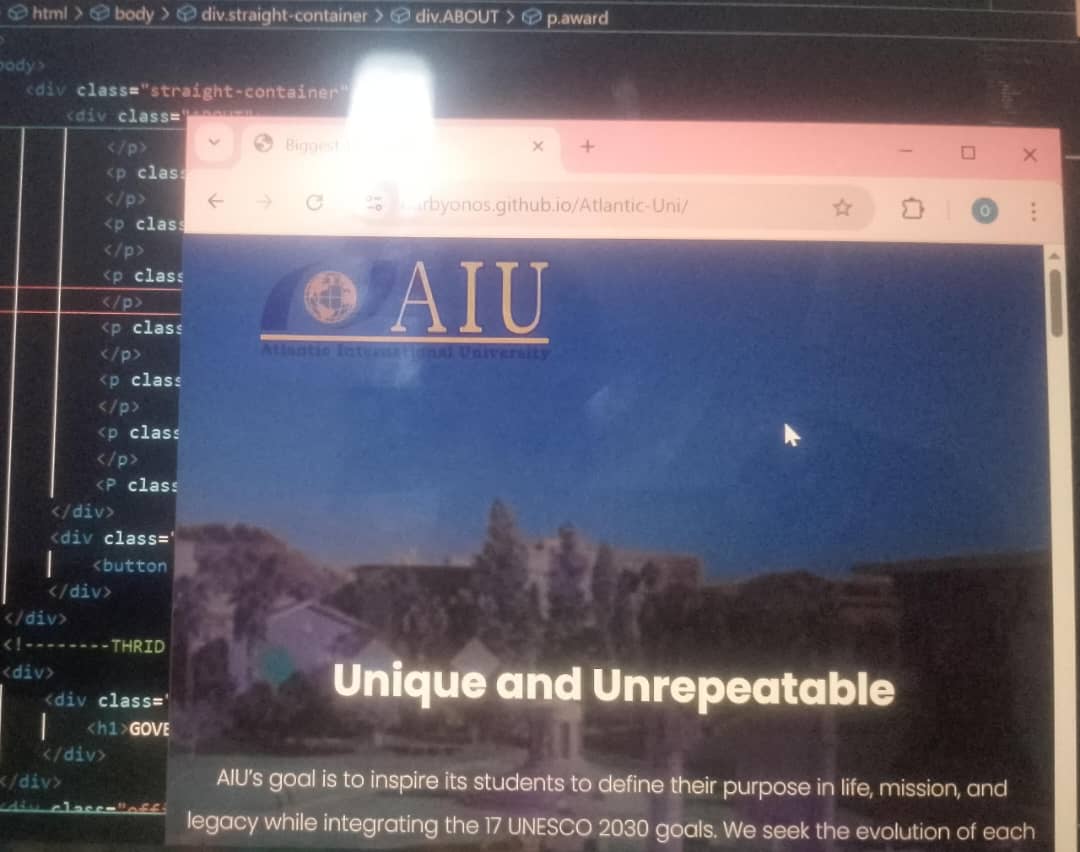 html > body > div.straight-container > div.ABOUT > p.award
body>
<div class="straight-container"
<div class=
</p>
<p class
</p>
<p class
</p>
<p class
</p>
<p class
</p>
<p class
</p>
<p class
</p>
<P class
</div>
<div class="
<button
</div>
</div>
<!--------THRID
<div>
<div class="
<h1>GOVE
</div>
</div>
<div class="offi
Biggest
rbyonos.github.io/Atlantic-Uni/
O
AIU
Atlantic International University
Unique and Unrepeatable
AIU's goal is to inspire its students to define their purpose in life, mission, and
legacy while integrating the 17 UNESCO 2030 goals. We seek the evolution of each